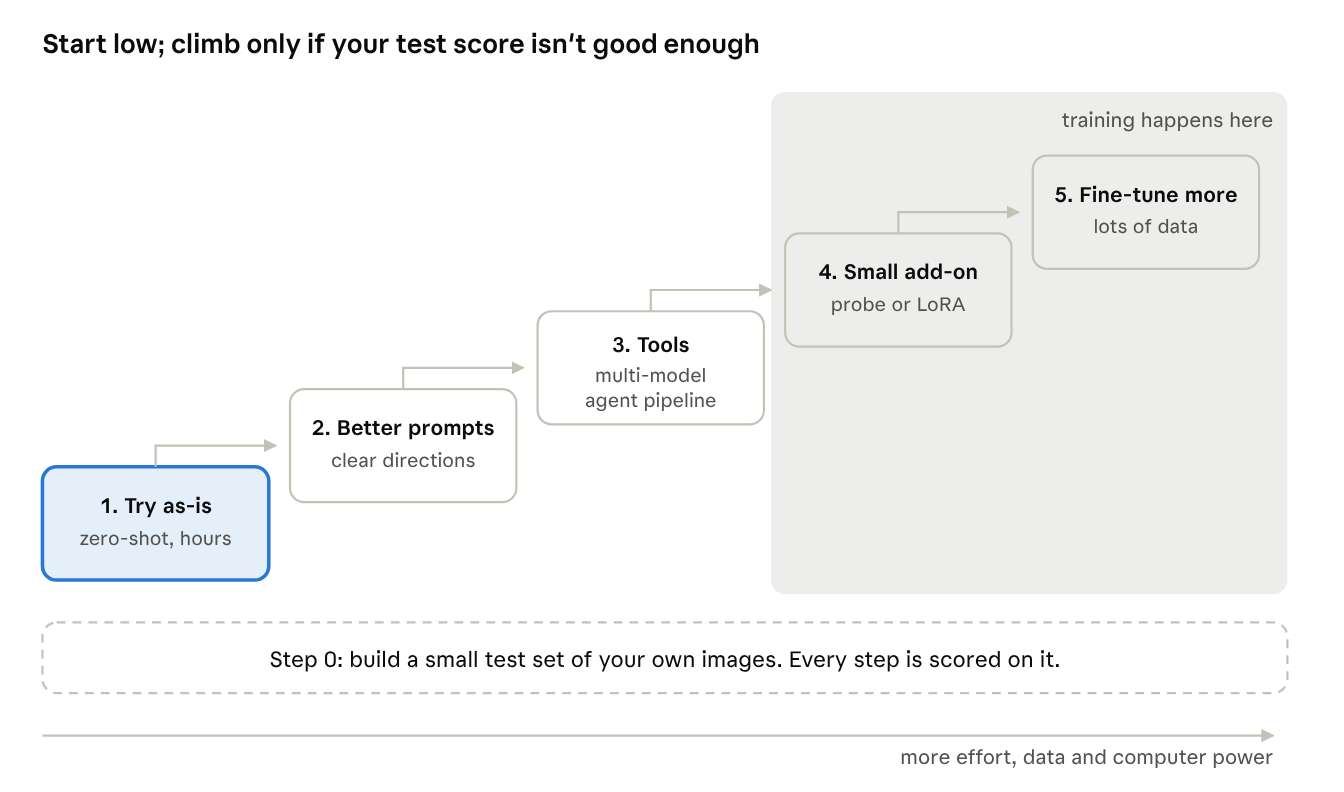 Start low; climb only if your test score isn't good enough
training happens here
5. Fine-tune more
lots of data
4. Small add-on
probe or LoRA
3. Tools
multi-model
agent pipeline
2. Better prompts
clear directions
1. Try as-is
zero-shot, hours
Step 0: build a small test set of your own images. Every step is scored on it.
more effort, data and computer power